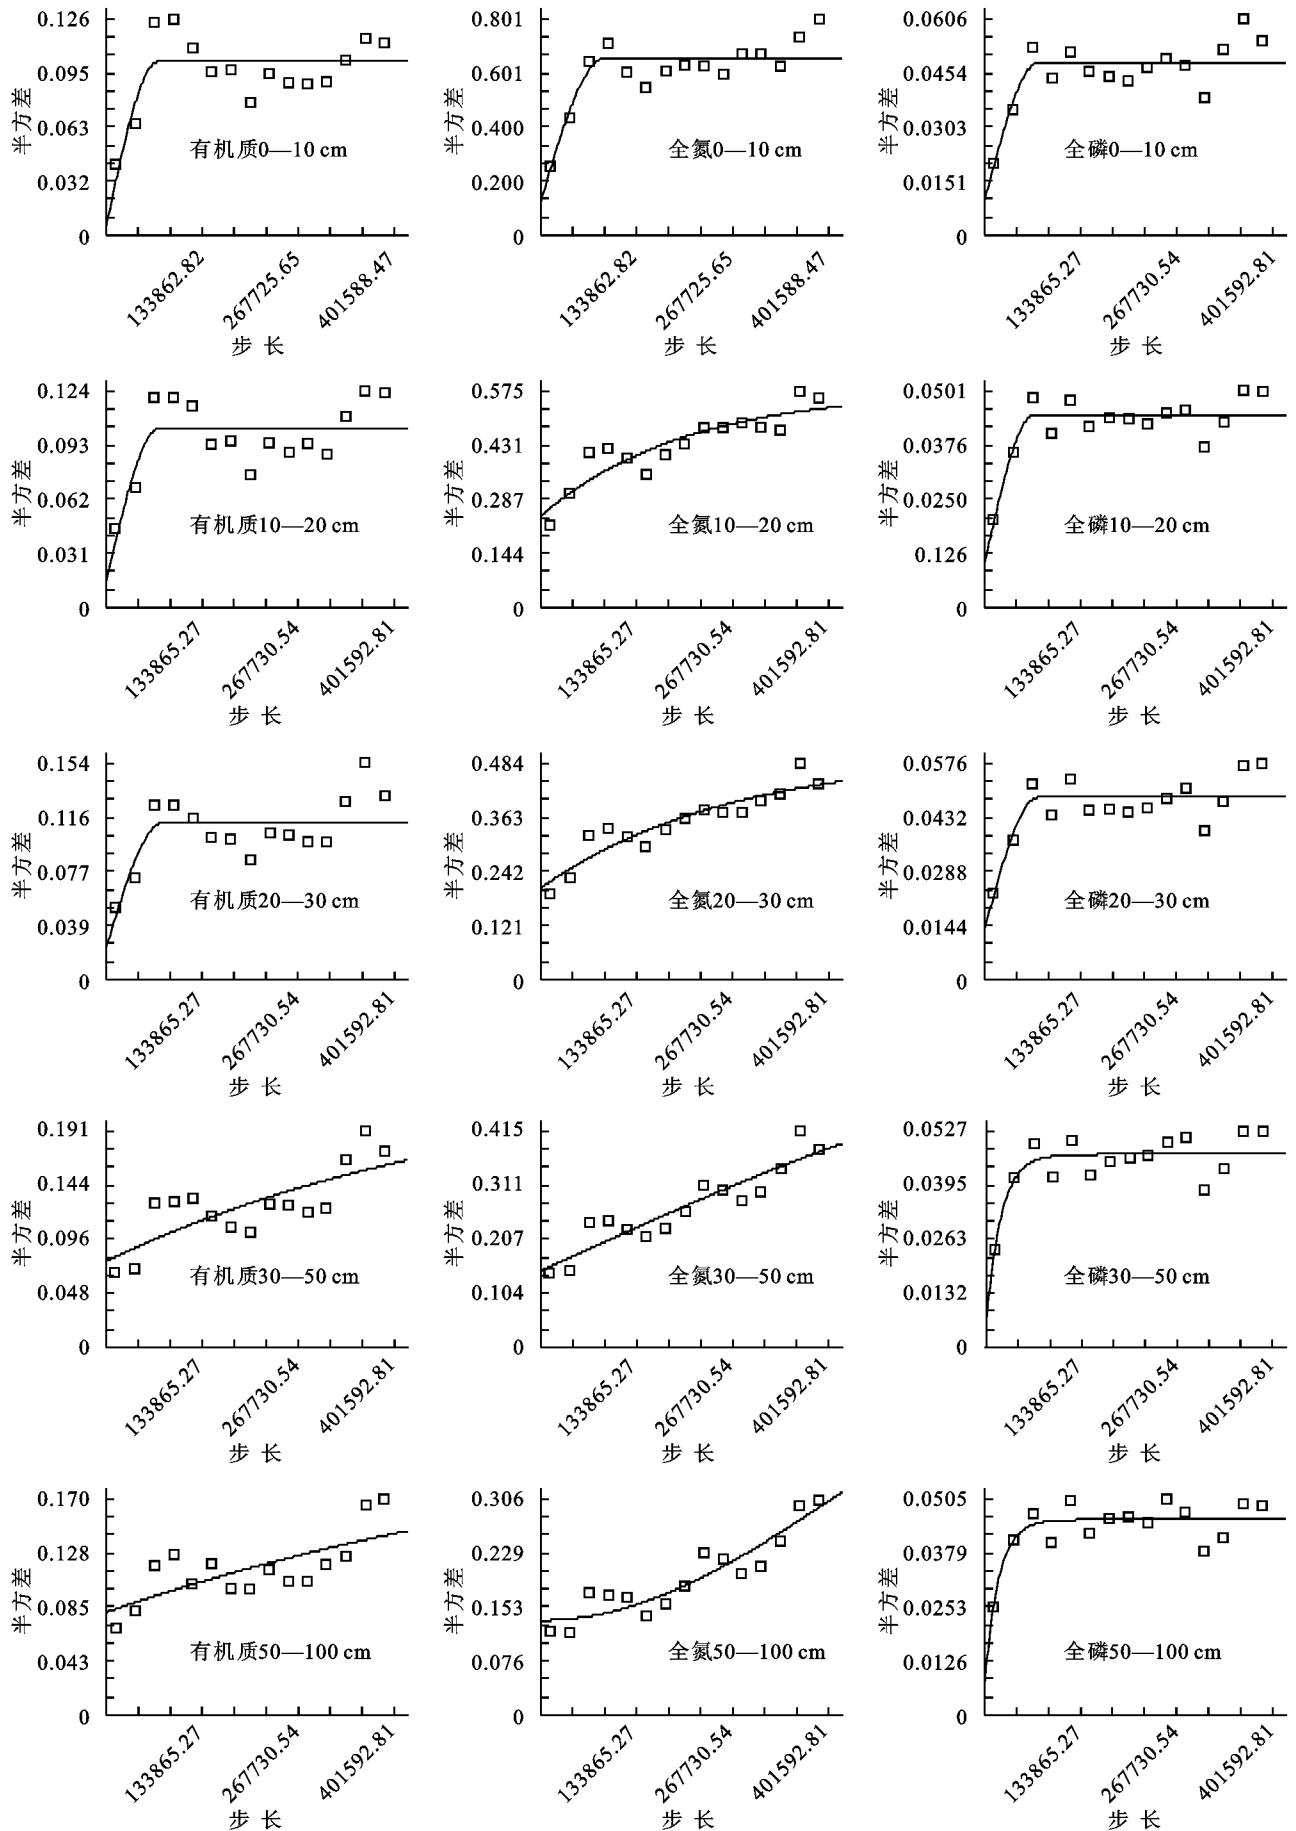 0.126
0.095
0.063
0.032
0
半方差
有机质0—10 cm
133862.82
267725.65
401588.47
步 长
0.801
0.601
0.400
0.200
0
半方差
全氮0—10 cm
133862.82
267725.65
401588.47
步 长
0.0606
0.0454
0.0303
0.0151
0
半方差
全磷0—10 cm
133865.27
267730.54
401592.81
步 长
0.124
0.093
0.062
0.031
0
半方差
有机质10—20 cm
133865.27
267730.54
401592.81
步 长
0.575
0.431
0.287
0.144
0
半方差
全氮10—20 cm
133865.27
267730.54
401592.81
步 长
0.0501
0.0376
0.0250
0.126
0
半方差
全磷10—20 cm
133865.27
267730.54
401592.81
步 长
0.154
0.116
0.077
0.039
0
半方差
有机质20—30 cm
133865.27
267730.54
401592.81
步 长
0.484
0.363
0.242
0.121
0
半方差
全氮20—30 cm
133865.27
267730.54
401592.81
步 长
0.0576
0.0432
0.0288
0.0144
0
半方差
全磷20—30 cm
133865.27
267730.54
401592.81
步 长
0.191
0.144
0.096
0.048
0
半方差
有机质30—50 cm
133865.27
267730.54
401592.81
步 长
0.415
0.311
0.207
0.104
0
半方差
全氮30—50 cm
133865.27
267730.54
401592.81
步 长
0.0527
0.0395
0.0263
0.0132
0
半方差
全磷30—50 cm
133865.27
267730.54
401592.81
步 长
0.170
0.128
0.085
0.043
0
半方差
有机质50—100 cm
133865.27
267730.54
401592.81
步 长
0.306
0.229
0.153
0.076
0
半方差
全氮50—100 cm
133865.27
267730.54
401592.81
步 长
0.0505
0.0379
0.0253
0.0126
0
半方差
全磷50—100 cm
133865.27
267730.54
401592.81
步 长